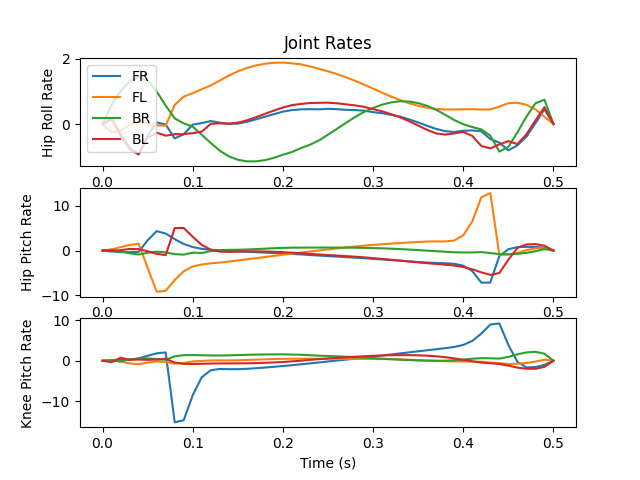 Joint Rates
Hip Roll Rate
2
0
FR
FL
BR
BL
0.0 0.1 0.2 0.3 0.4 0.5
Hip Pitch Rate
10
0
−10
0.0 0.1 0.2 0.3 0.4 0.5
Knee Pitch Rate
10
0
−10
0.0 0.1 0.2 0.3 0.4 0.5
Time (s)